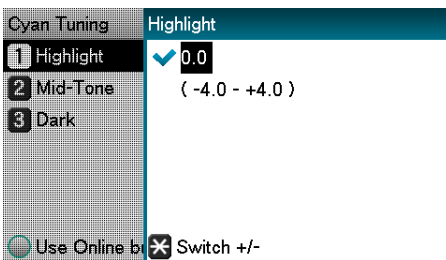 Cyan Tuning
1 Highlight
2 Mid-Tone
3 Dark
Use Online
Highlight
0.0
( -4.0 - +4.0 )
Switch +/-